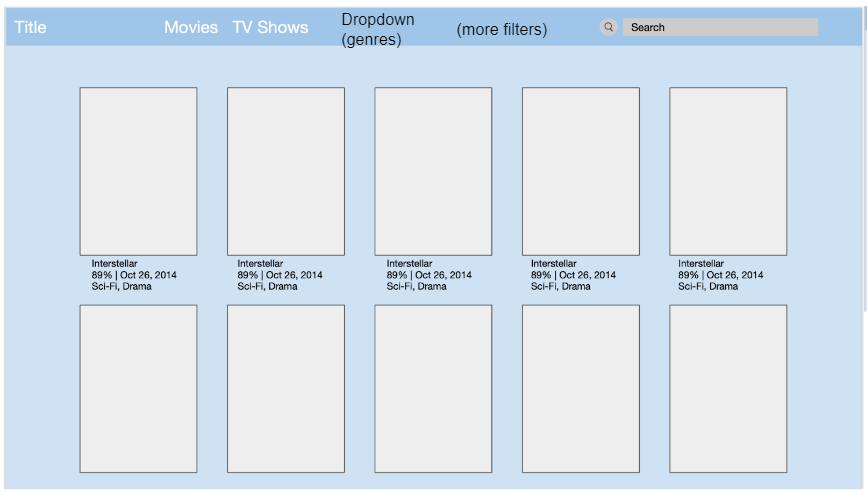 Title
Movies
TV Shows
Dropdown
(genres)
(more filters)
Search
Interstellar
89% | Oct 26, 2014
Sci-Fi, Drama
Interstellar
89% | Oct 26, 2014
Sci-Fi, Drama
Interstellar
89% | Oct 26, 2014
Sci-Fi, Drama
Interstellar
89% | Oct 26, 2014
Sci-Fi, Drama
Interstellar
89% | Oct 26, 2014
Sci-Fi, Drama